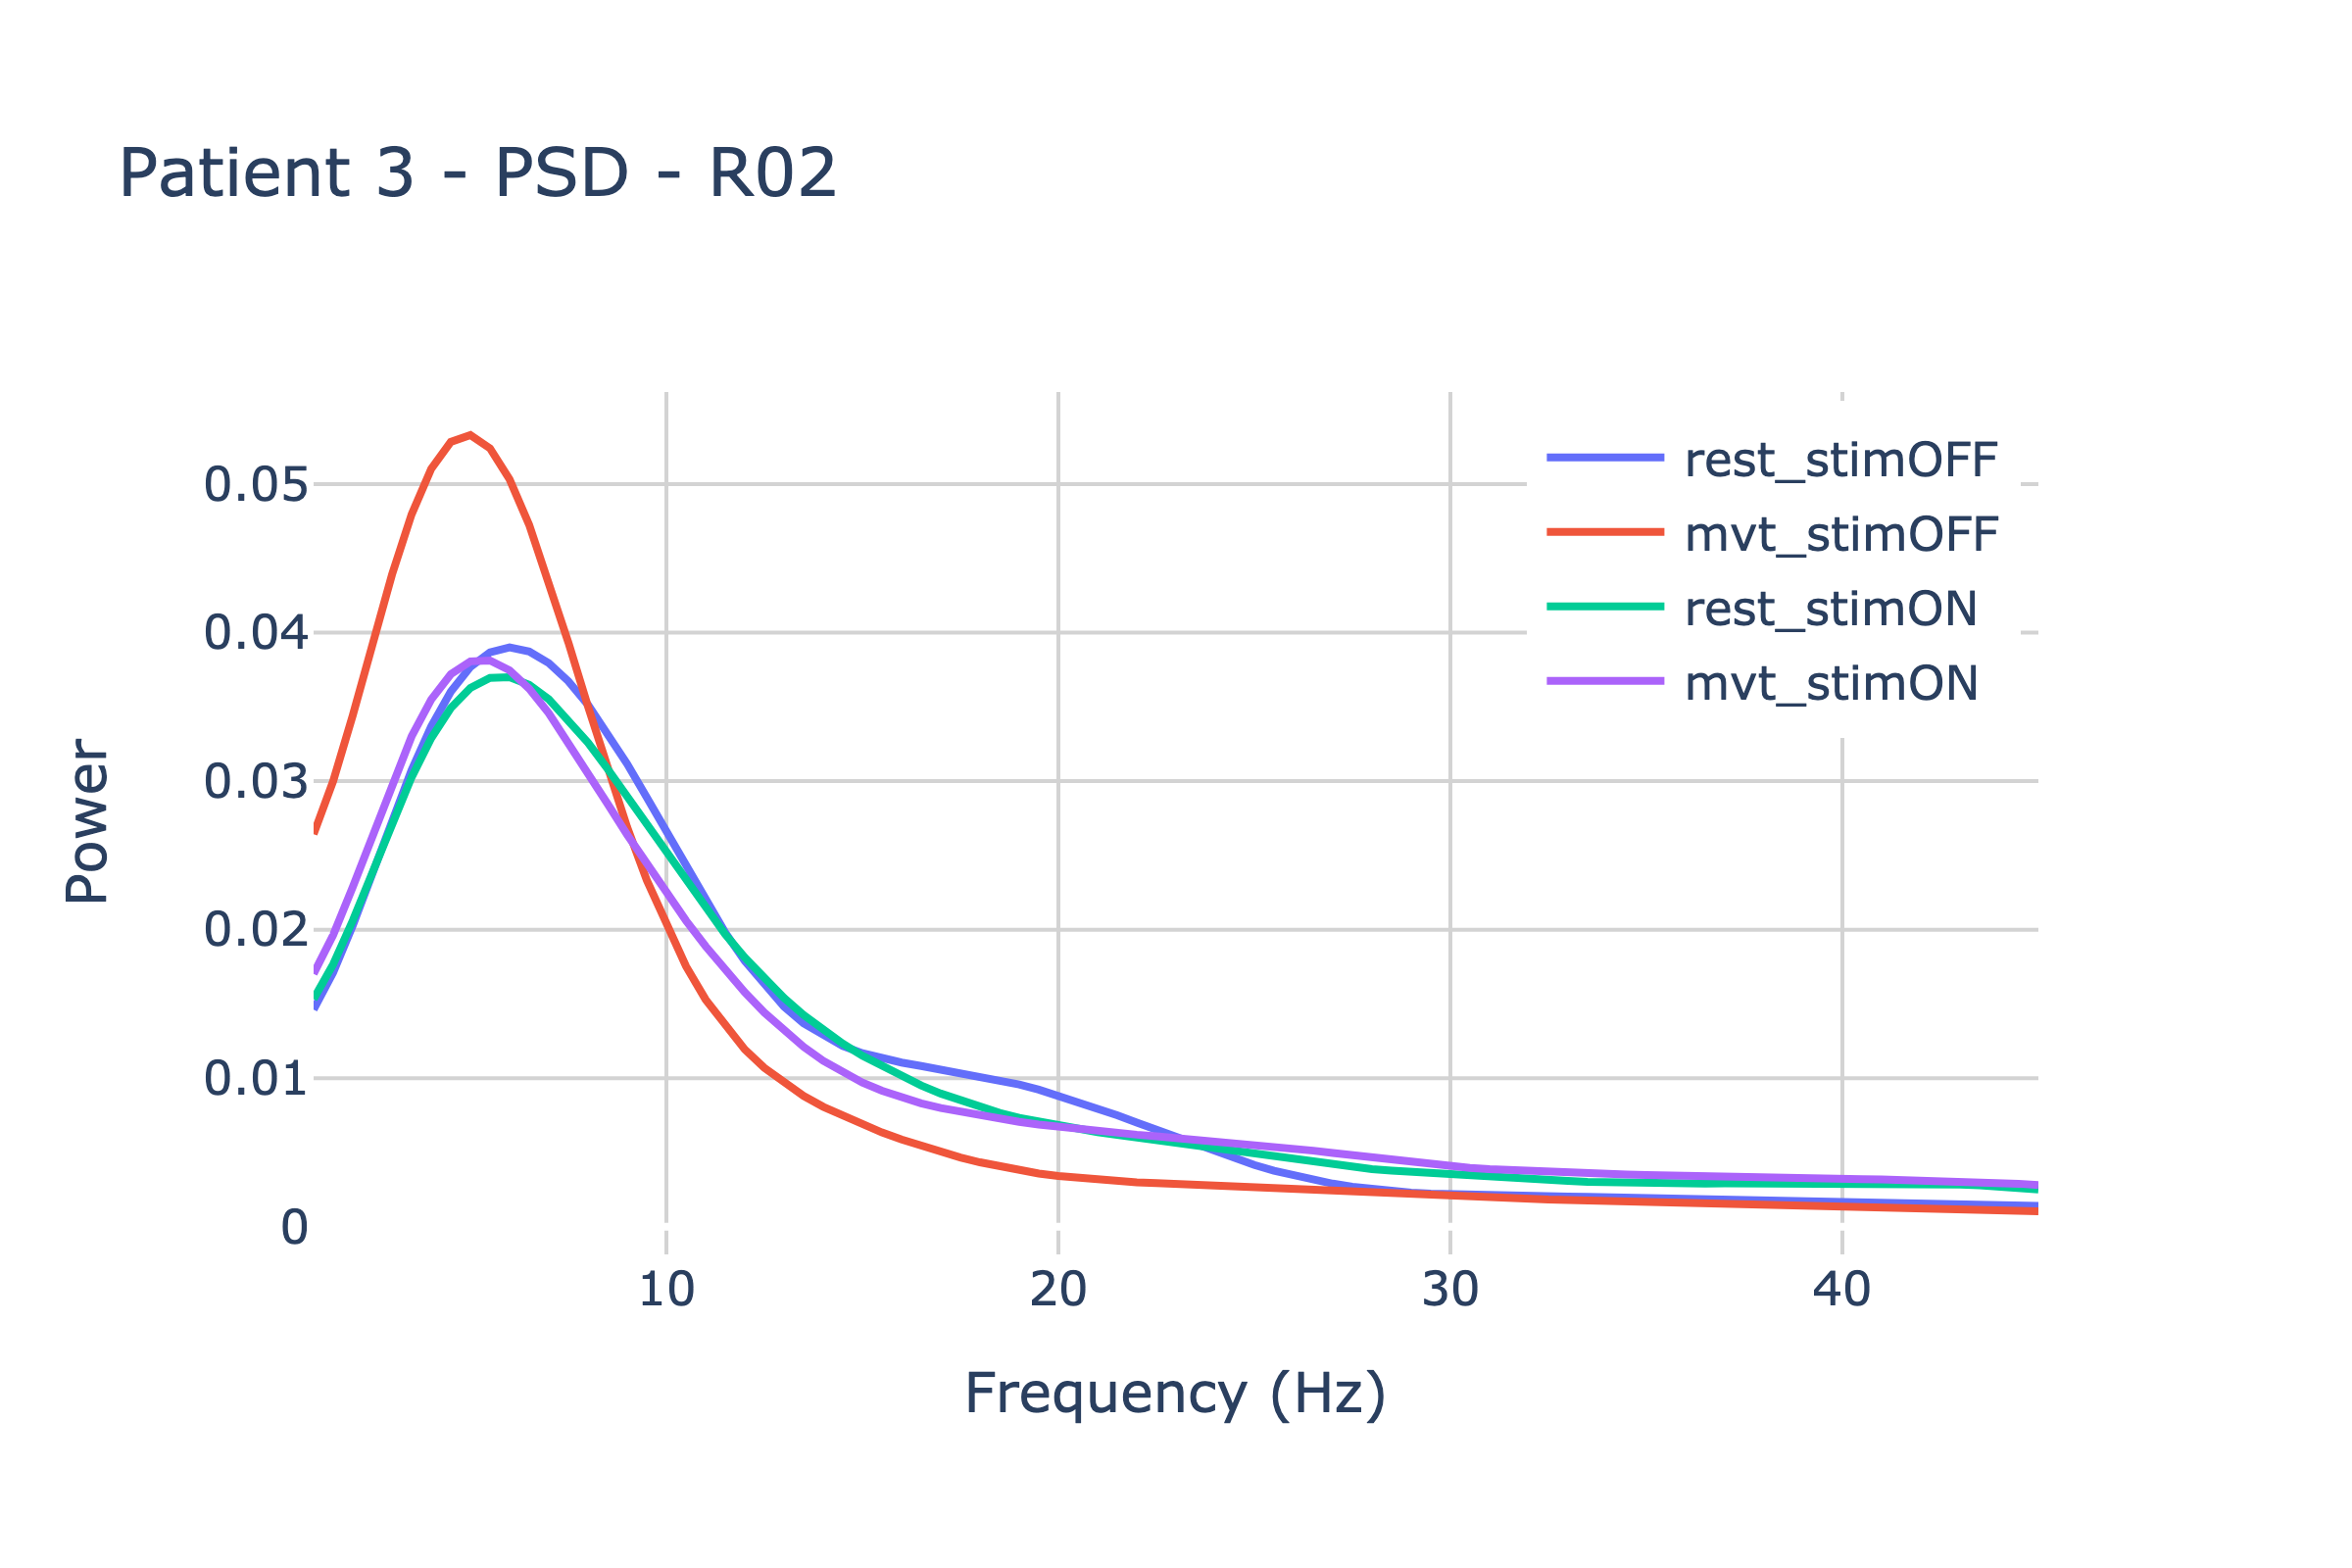 Patient 3 - PSD - R02
rest_stimOFF
mvt_stimOFF
rest_stimON
mvt_stimON
Power
0.05
0.04
0.03
0.02
0.01
0
10 20 30 40
Frequency (Hz)